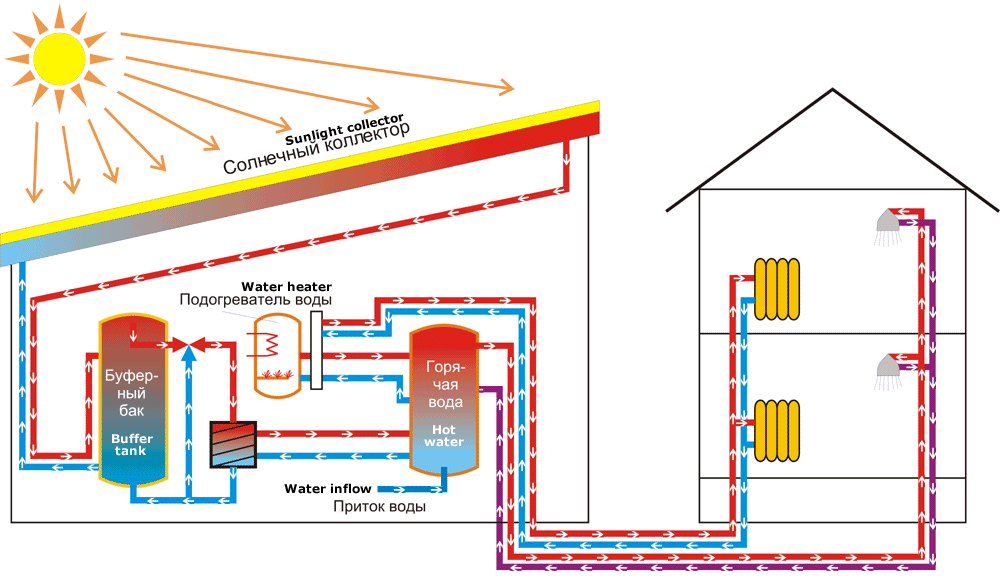 Sunlight collector
Солнечный коллектор
Water heater
Подогреватель воды
Буфер-
ный
бак
Buffer
tank
Горя-
чая
вода
Hot
water
Water inflow
Приток воды